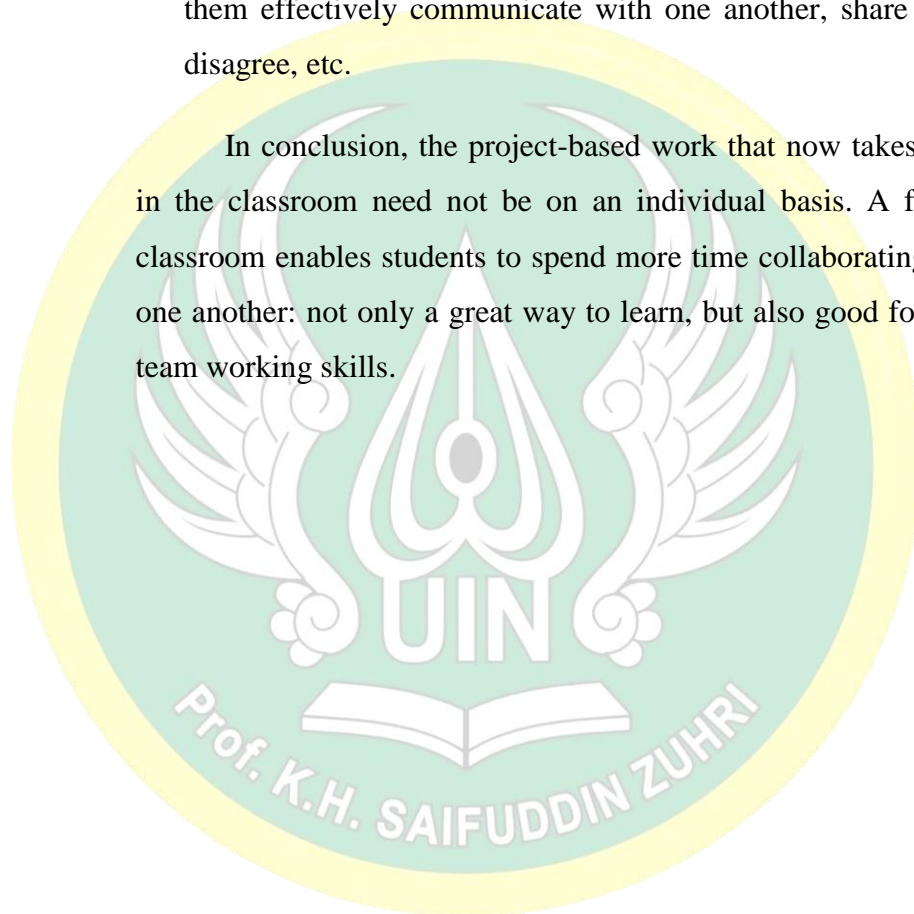 them effectively communicate with one another, share
disagree, etc.
In conclusion, the project-based work that now takes
in the classroom need not be on an individual basis. A f
classroom enables students to spend more time collaborating
one another: not only a great way to learn, but also good fo
team working skills.
UIN
Prof. K.H. SAIFUDDIN ZUHRI